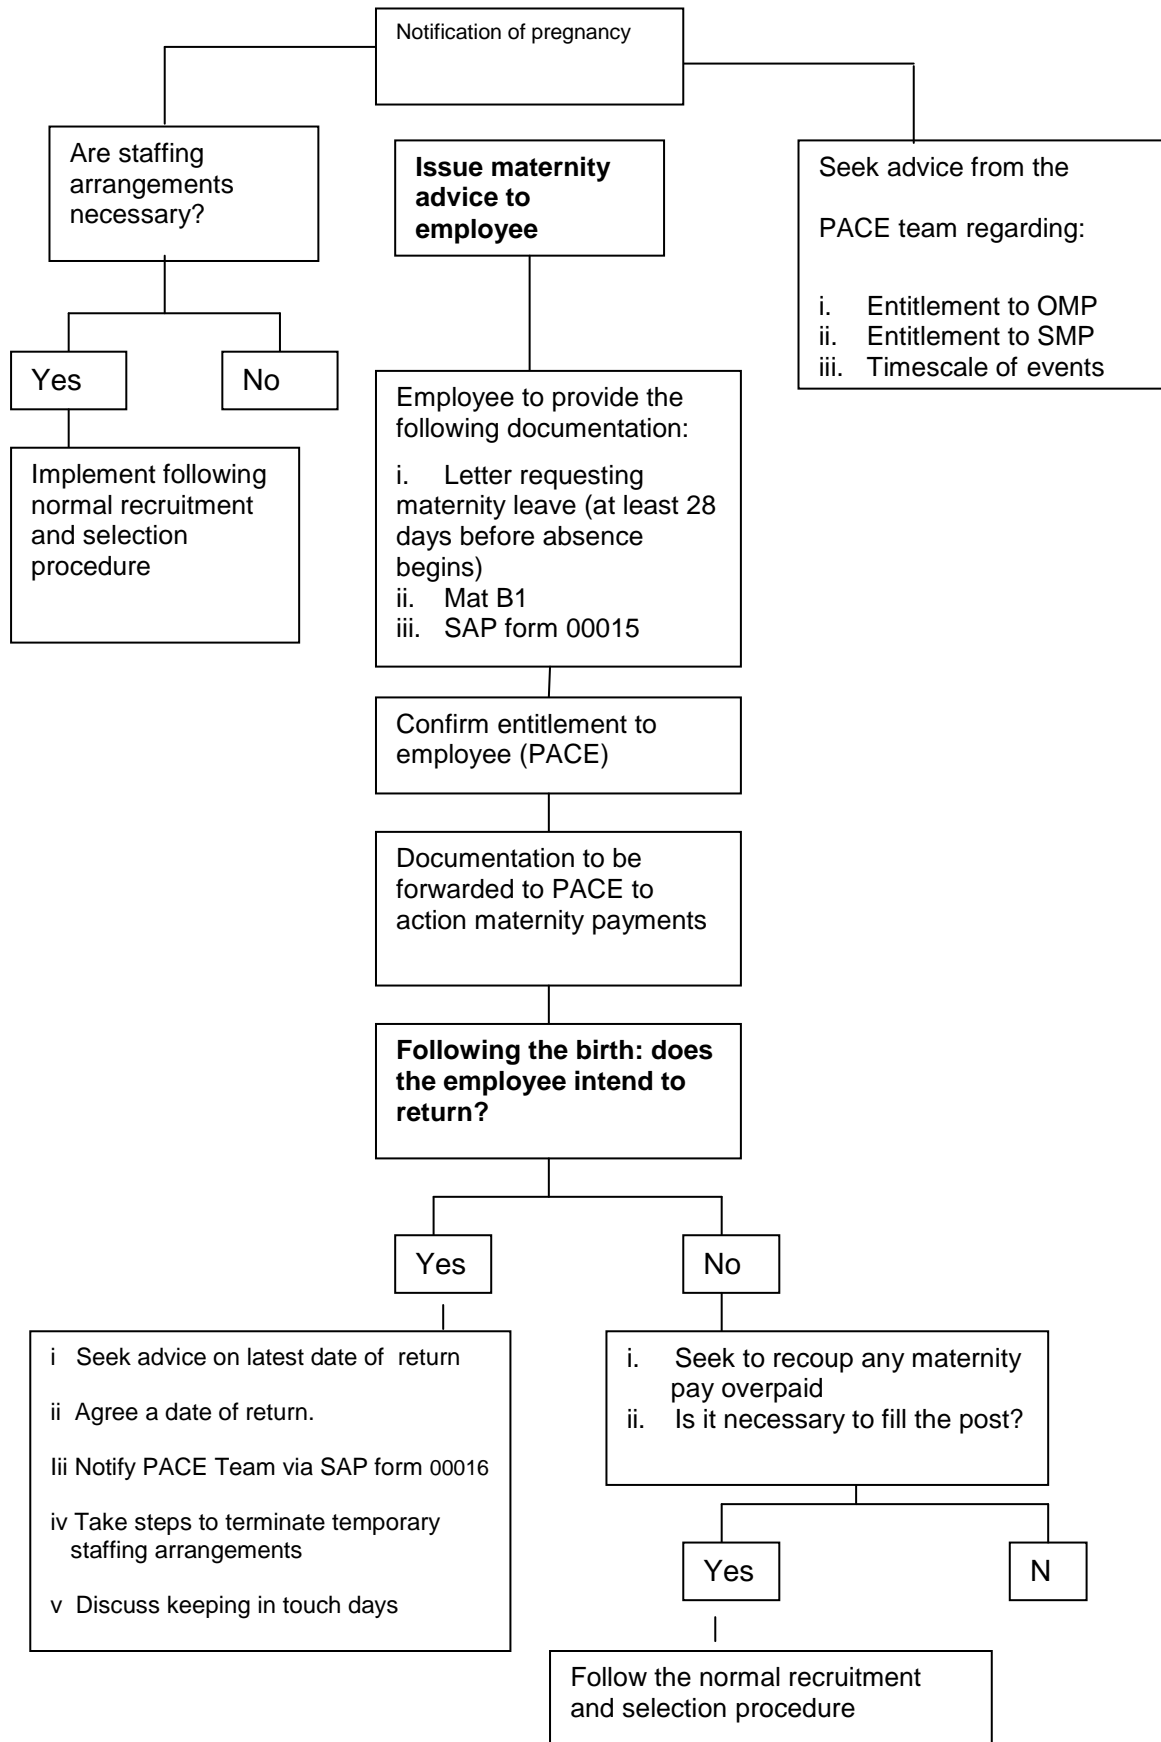 Notification of pregnancy
Are staffing
arrangements
necessary?
Issue maternity
advice to
employee
Seek advice from the
PACE team regarding:
i. Entitlement to OMP
ii. Entitlement to SMP
iii. Timescale of events
Yes
No
Implement following
normal recruitment
and selection
procedure
Employee to provide the
following documentation:
i. Letter requesting
maternity leave (at least 28
days before absence
begins)
ii. Mat B1
iii. SAP form 00015
Confirm entitlement to
employee (PACE)
Documentation to be
forwarded to PACE to
action maternity payments
Following the birth: does
the employee intend to
return?
Yes
No
i Seek advice on latest date of return
ii Agree a date of return.
Iii Notify PACE Team via SAP form 00016
iv Take steps to terminate temporary
staffing arrangements
v Discuss keeping in touch days
i. Seek to recoup any maternity
pay overpaid
ii. Is it necessary to fill the post?
Yes
N
Follow the normal recruitment
and selection procedure